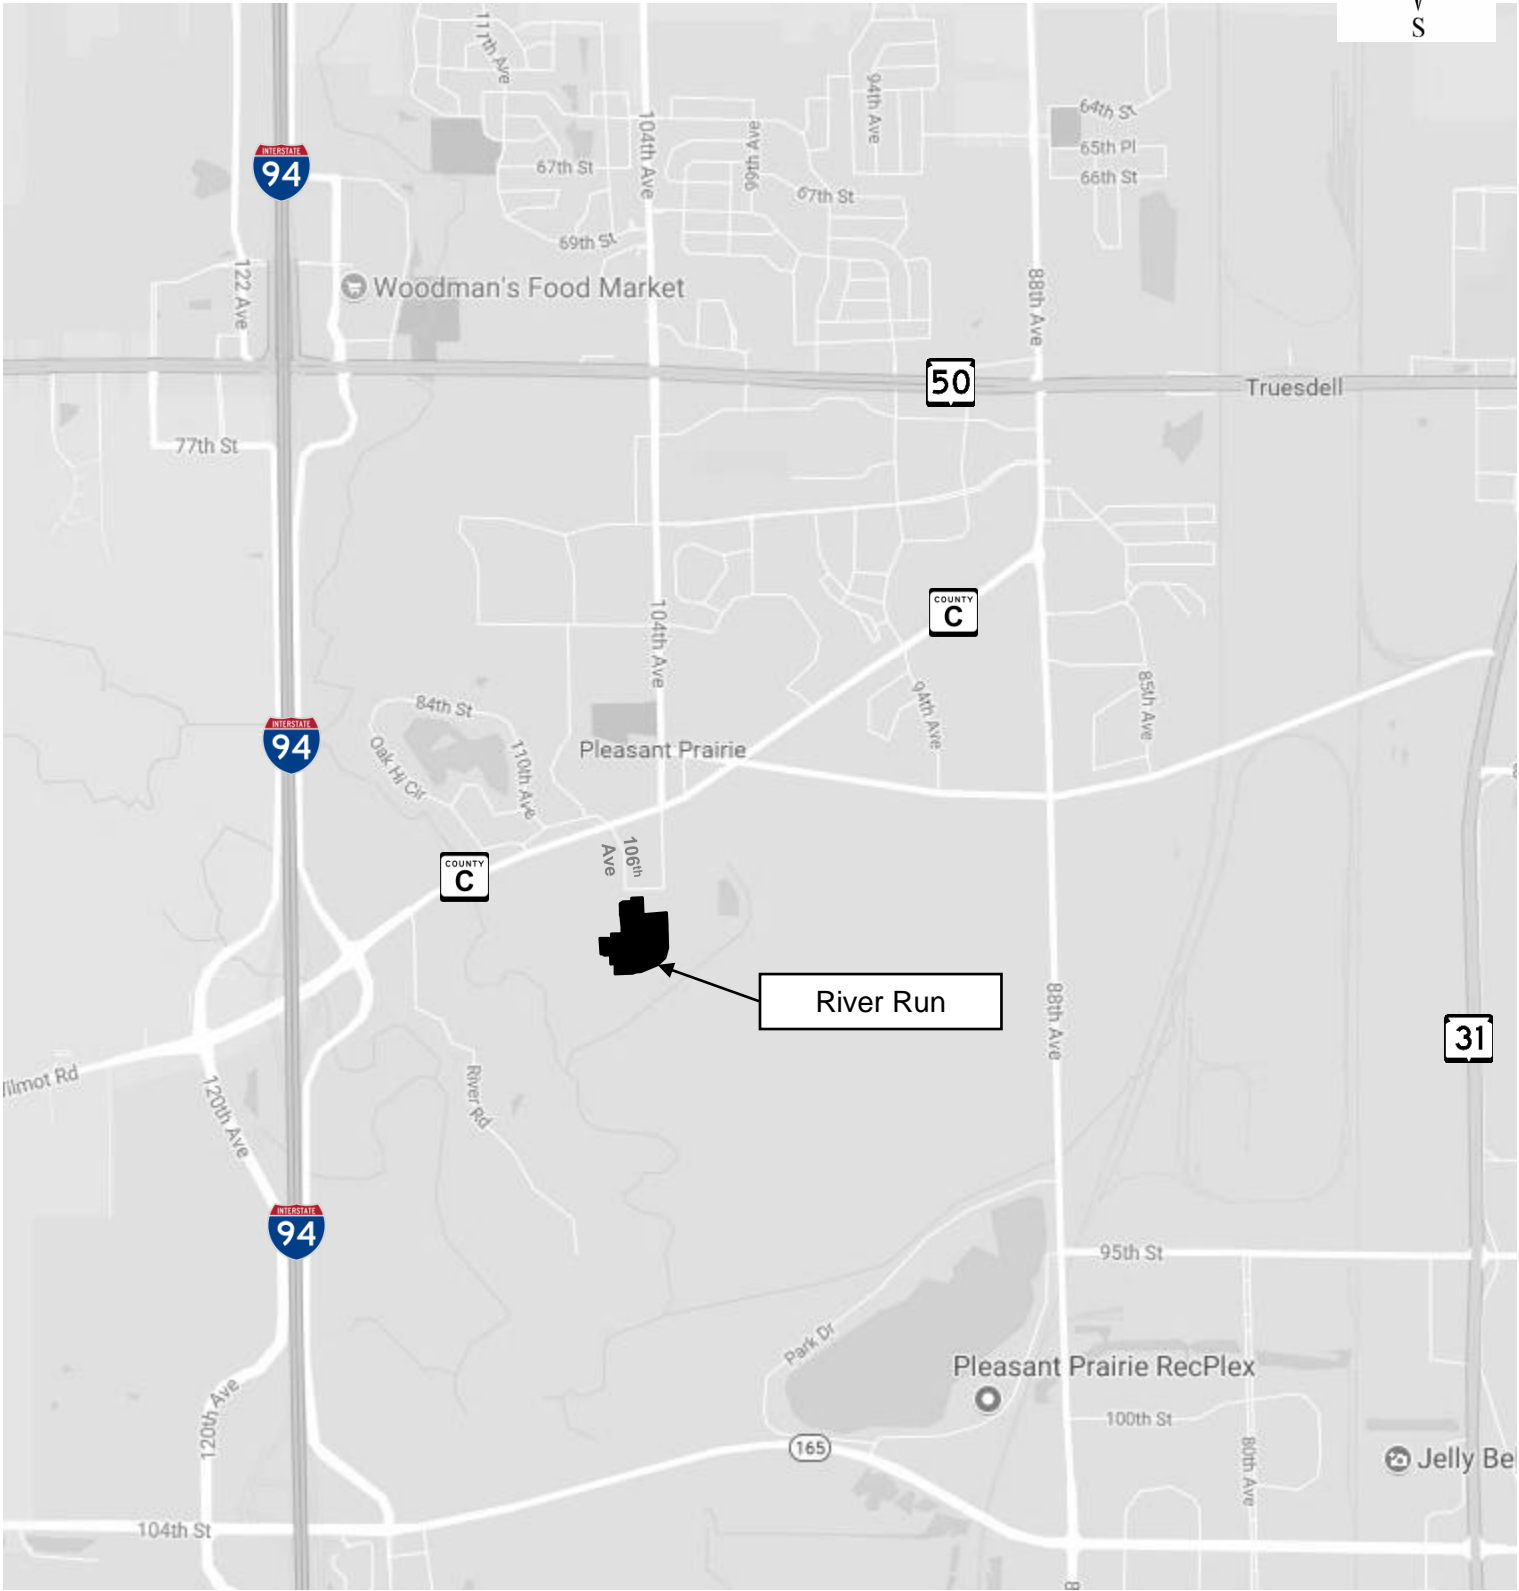 S
117th Ave
94th Ave
64th St
104th Ave
99th Ave
65th Pl
INTERSTATE
94
67th St
66th St
67th St
69th St
122 Ave
Woodman's Food Market
88th Ave
50
Truesdell
77th St
COUNTY
C
104th Ave
84th St
94th Ave
85th Ave
INTERSTATE
94
Oak Hi Cir
110th Ave
Pleasant Prairie
106th
Ave
COUNTY
C
River Run
88th Ave
31
Wilmot Rd
120th Ave
River Rd
INTERSTATE
94
95th St
Park Dr
Pleasant Prairie RecPlex
120th Ave
100th St
165
80th Ave
Jelly Be
104th St